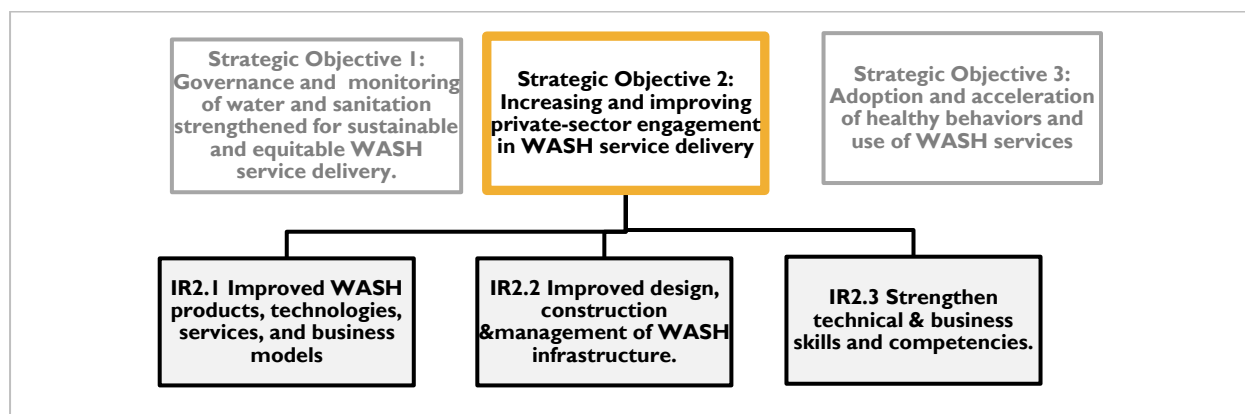 Strategic Objective 1:
Governance and  monitoring
of water and sanitation
strengthened for sustainable
and equitable WASH
service delivery.
Strategic Objective 2:
Increasing and improving
private-sector engagement
in WASH service delivery
Strategic Objective 3:
Adoption and acceleration
of healthy behaviors and
use of WASH services
IR2.1 Improved WASH
products, technologies,
services, and business
models
IR2.2 Improved design,
construction
&management of WASH
infrastructure.
IR2.3 Strengthen
technical & business
skills and competencies.